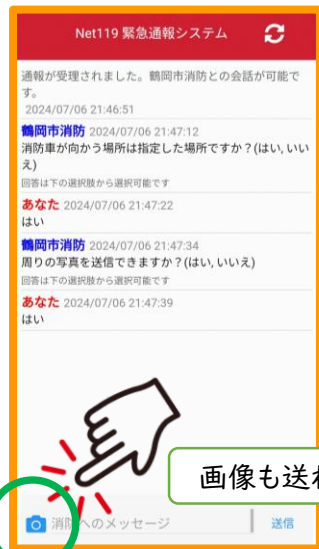 Net119 緊急通報システム
通報が受理されました。鶴岡市消防との会話が可能で
す。
2024/07/06 21:46:51
鶴岡市消防 2024/07/06 21:47:12
消防車が向かう場所は指定した場所ですか？(はい, いい
え)
回答は下の選択肢から選択可能です
あなた 2024/07/06 21:47:22
はい
鶴岡市消防 2024/07/06 21:47:34
周りの写真を送信できますか？(はい, いいえ)
回答は下の選択肢から選択可能です
あなた 2024/07/06 21:47:39
はい
画像も送れ
消防へのメッセージ
送信